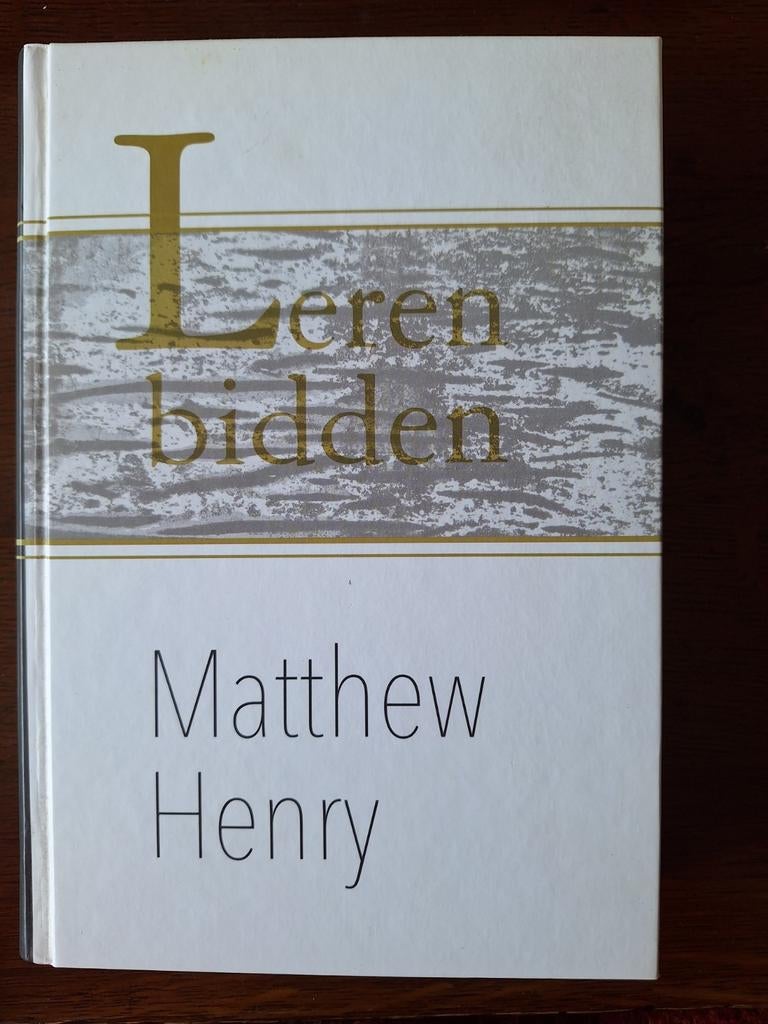 Leren
bidden
Matthew
Henry